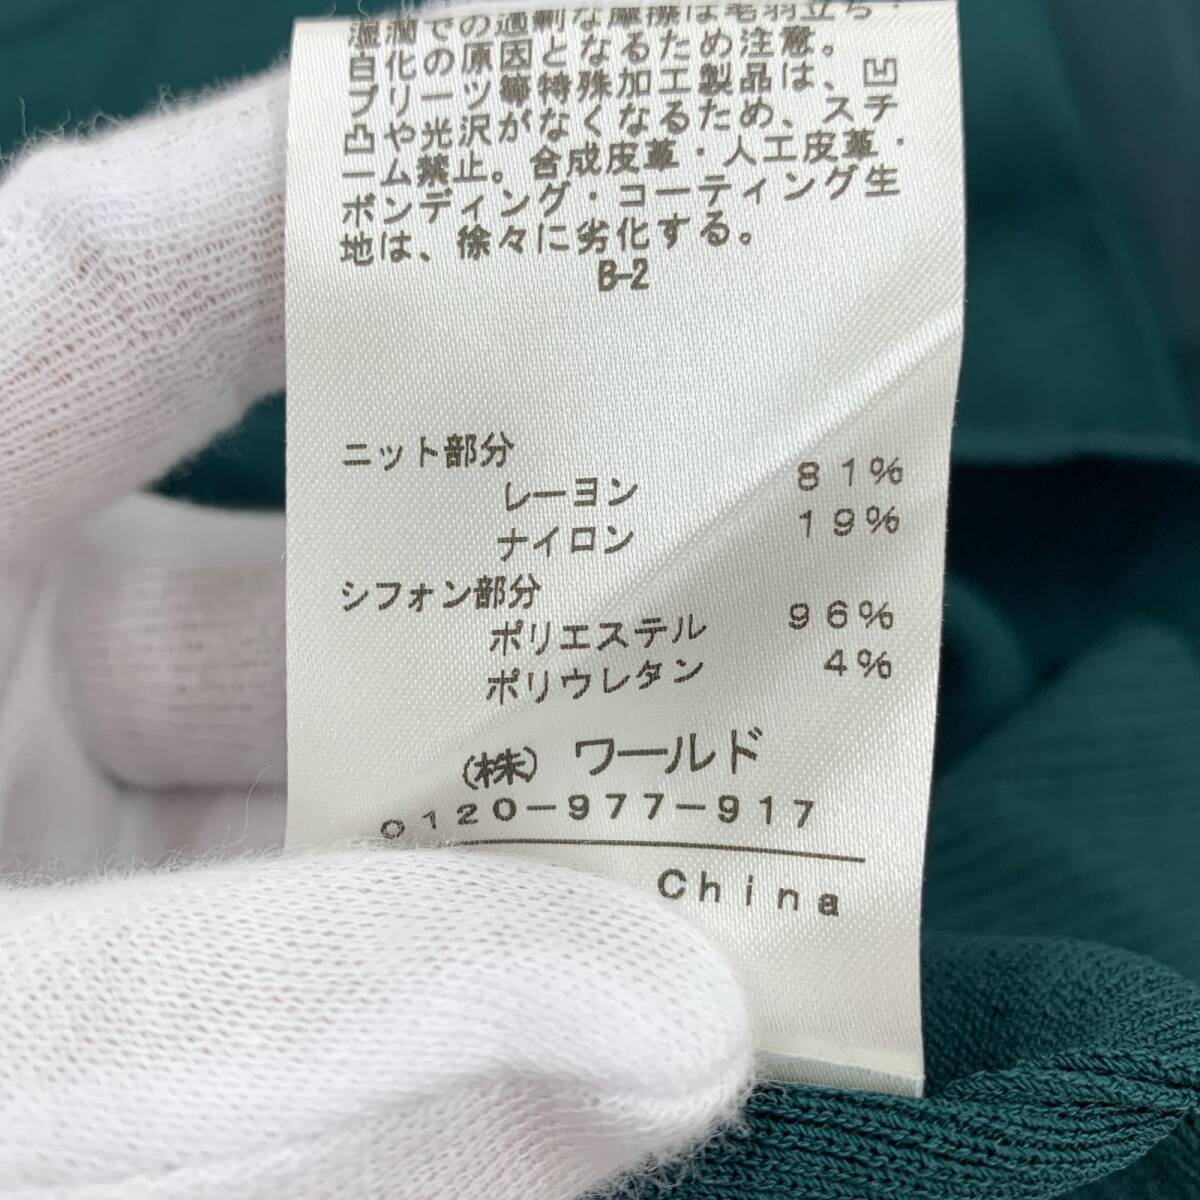 湿潤での過剰な摩擦は毛羽立ち・
白化の原因となるため注意。
プリーツ等特殊加工製品は、凹
凸や光沢がなくなるため、スチ
ーム禁止。合成皮革・人工皮革・
ボンディング・コーティング生
地は、徐々に劣化する。
B-2
ニット部分
レーヨン 81%
ナイロン 19%
シフォン部分
ポリエステル 96%
ポリウレタン 4%
(株) ワールド
0120-977-917
China